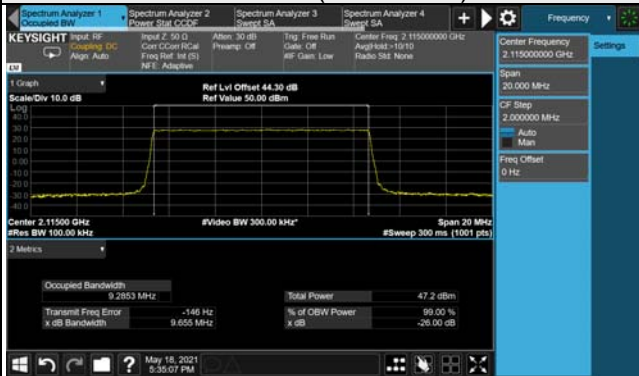 Spectrum Analyzer 1
Occupied BW
Spectrum Analyzer 2
Power Stat CCDF
Spectrum Analyzer 3
Swept SA
Spectrum Analyzer 4
Swept SA
Frequency
KEYSIGHT
Input: RF
Coupling: DC
Align: Auto
Input Z: 50 Ω
Corr CCorr RCal
Freq Ref: Int (S)
NFE: Adaptive
Atten: 30 dB
Preamp: Off
Trig: Free Run
Gate: Off
#IF Gain: Low
Center Freq: 2.115000000 GHz
Avg|Hold:>10/10
Radio Std: None
LXI
1 Graph
Scale/Div 10.0 dB
Ref Lvl Offset 44.30 dB
Ref Value 50.00 dBm
Log
40.0
30.0
20.0
10.0
0.00
-10.0
-20.0
-30.0
-40.0
Center 2.11500 GHz
#Res BW 100.00 kHz
#Video BW 300.00 kHz*
Span 20 MHz
#Sweep 300 ms (1001 pts)
2 Metrics
Occupied Bandwidth
9.2853 MHz
Total Power 47.2 dBm
Transmit Freq Error -146 Hz
% of OBW Power 99.00 %
x dB Bandwidth 9.655 MHz
x dB -26.00 dB
Center Frequency
2.115000000 GHz
Settings
Span
20.000 MHz
CF Step
2.000000 MHz
Auto
Man
Freq Offset
0 Hz
?
May 18, 2021
5:35:07 PM